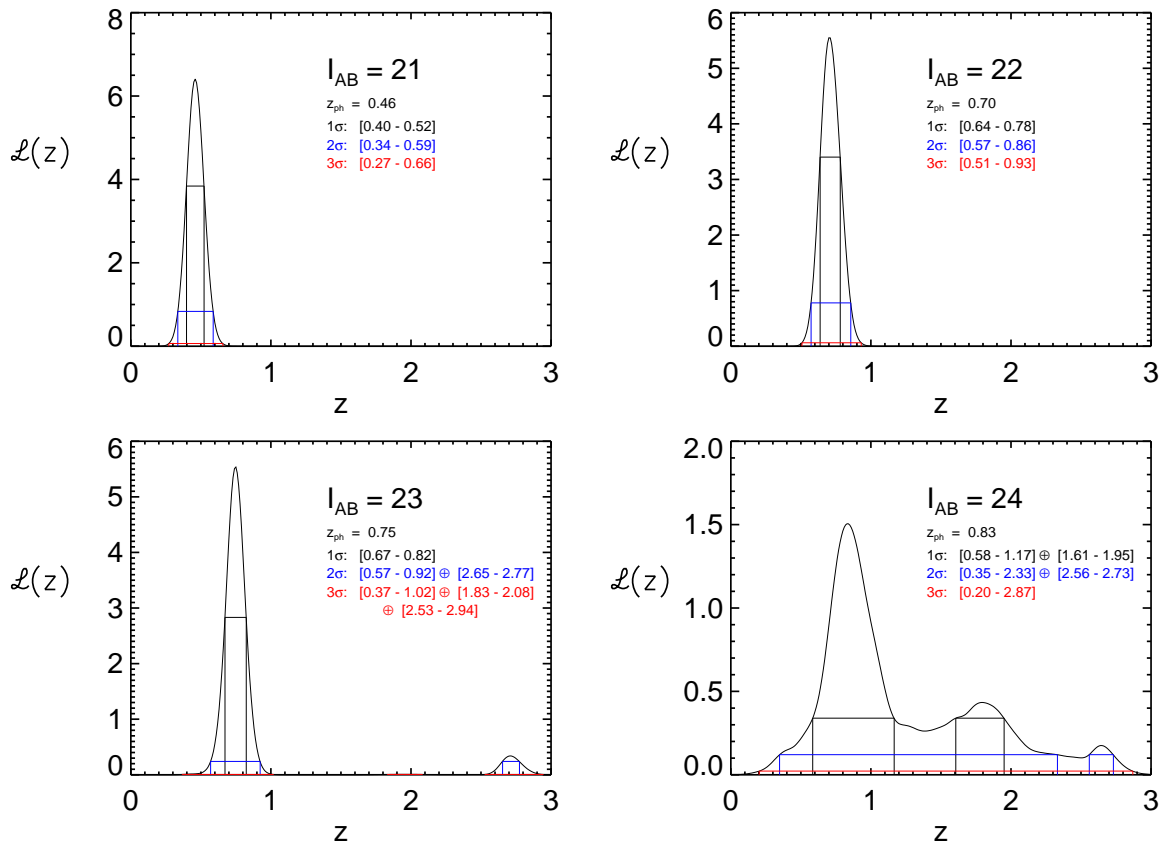 I_AB = 21
z_ph = 0.46
1σ: [0.40 - 0.52]
2σ: [0.34 - 0.59]
3σ: [0.27 - 0.66]
ℒ(z)
8
6
4
2
0
0 1 2 3
z
I_AB = 22
z_ph = 0.70
1σ: [0.64 - 0.78]
2σ: [0.57 - 0.86]
3σ: [0.51 - 0.93]
ℒ(z)
6
5
4
3
2
1
0
0 1 2 3
z
I_AB = 23
z_ph = 0.75
1σ: [0.67 - 0.82]
2σ: [0.57 - 0.92] ⊕ [2.65 - 2.77]
3σ: [0.37 - 1.02] ⊕ [1.83 - 2.08]
⊕ [2.53 - 2.94]
ℒ(z)
6
5
4
3
2
1
0
0 1 2 3
z
I_AB = 24
z_ph = 0.83
1σ: [0.58 - 1.17] ⊕ [1.61 - 1.95]
2σ: [0.35 - 2.33] ⊕ [2.56 - 2.73]
3σ: [0.20 - 2.87]
ℒ(z)
2.0
1.5
1.0
0.5
0.0
0 1 2 3
z